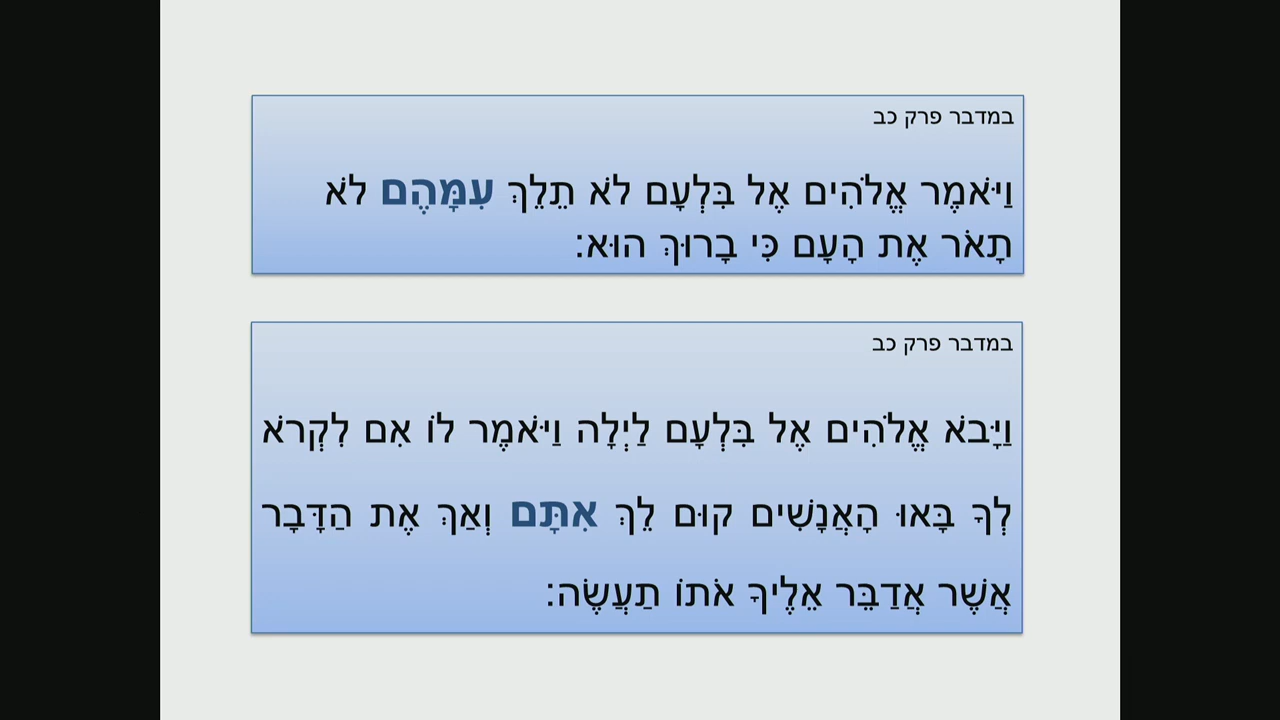 במדבר פרק כב
וַיֹּאמֶר אֱלֹהִים אֶל בִּלְעָם לֹא תֵלֵךְ עִמָּהֶם לֹא
תָאֹר אֶת הָעָם כִּי בָרוּךְ הוּא:
במדבר פרק כב
וַיָּבֹא אֱלֹהִים אֶל בִּלְעָם לַיְלָה וַיֹּאמֶר לוֹ אִם לִקְרֹא
לְךָ בָּאוּ הָאֲנָשִׁים קוּם לֵךְ אִתָּם וְאַךְ אֶת הַדָּבָר
אֲשֶׁר אֲדַבֵּר אֵלֶיךָ אֹתוֹ תַעֲשֶׂה: